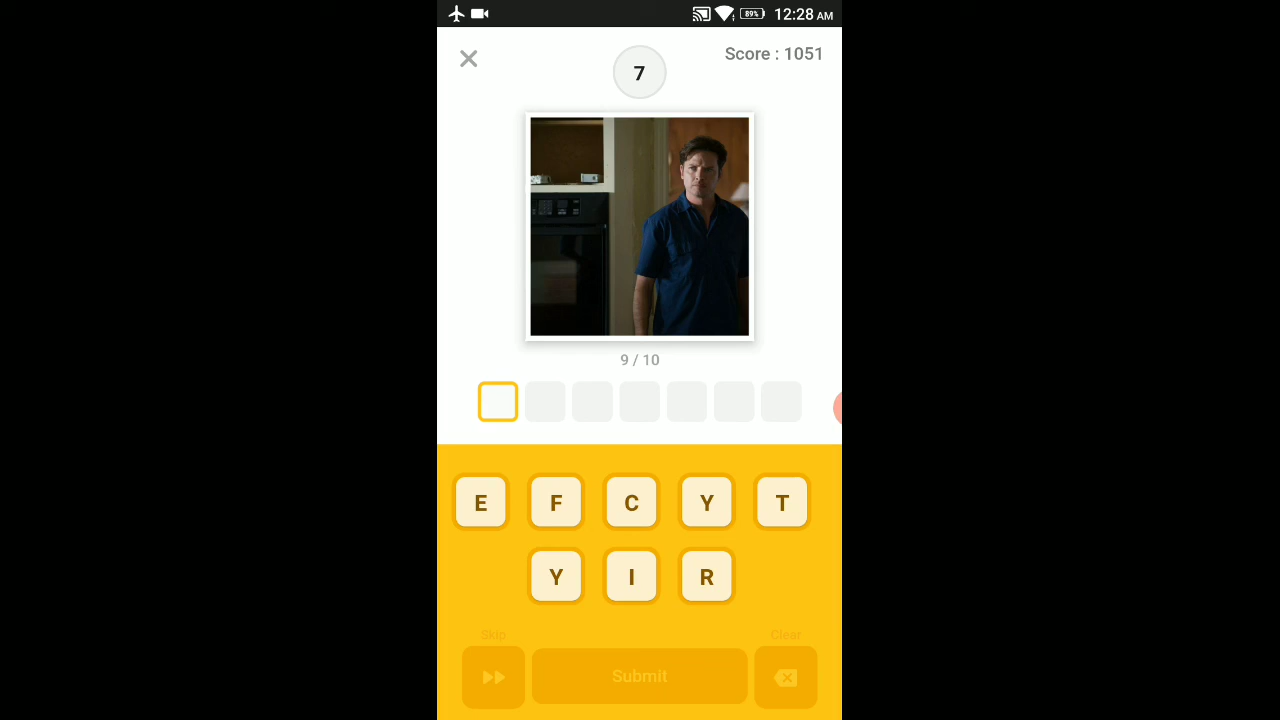 89%
12:28 AM
7
Score : 1051
9 / 10
E F C Y T
Y I R
Skip
Clear
Submit